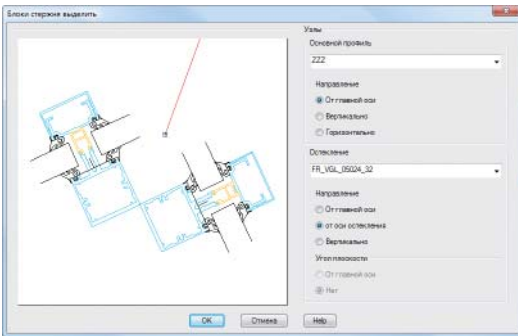 Блоки стержне выделить
Узлы
Основной профиль
ZZZ
Направление
От главной оси
Вертикально
Горизонтально
Остекление
FR_VGL_05024_32
Направление
От главной оси
от оси остекления
Вертикально
Угол плоскости
От главной оси
Нет
OK
Отмена
Help